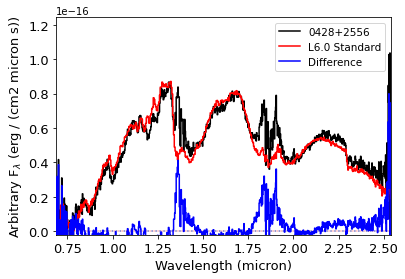 1e−16
1.2
1.0
0.8
0.6
0.4
0.2
0.0
Arbitrary Fλ (erg / (cm2 micron s))
0428+2556
L6.0 Standard
Difference
0.75 1.00 1.25 1.50 1.75 2.00 2.25 2.50
Wavelength (micron)